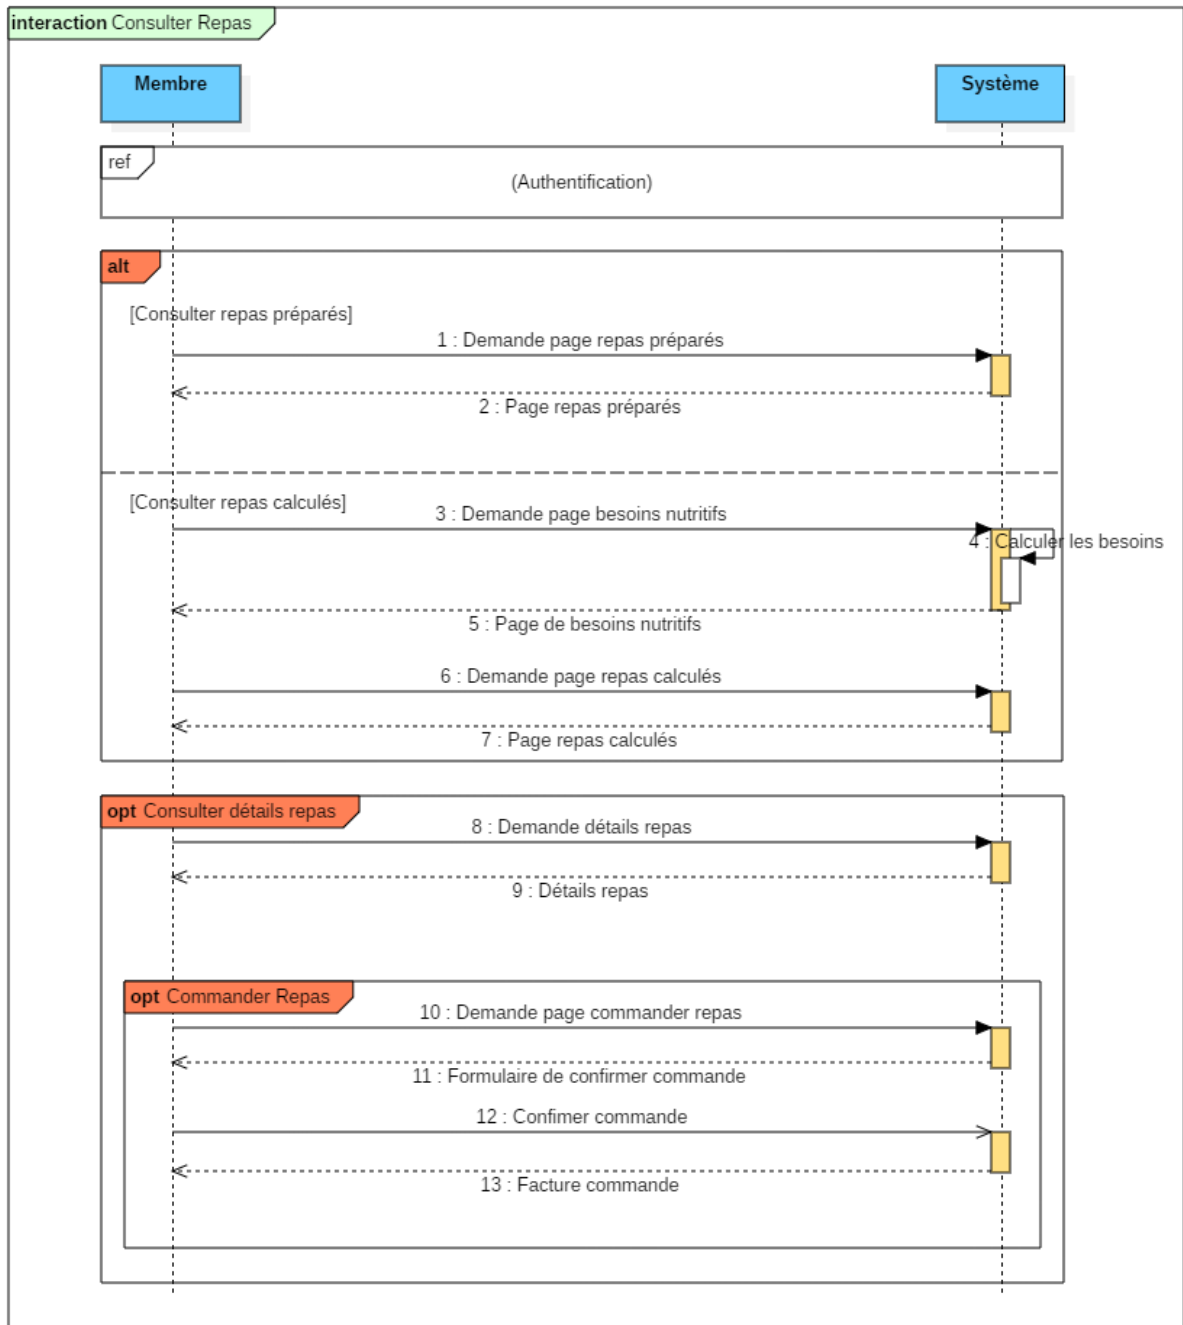 interaction Consulter Repas
Membre
Système
ref
(Authentification)
alt
[Consulter repas préparés]
1 : Demande page repas préparés
2 : Page repas préparés
[Consulter repas calculés]
3 : Demande page besoins nutritifs
4 : Calculer les besoins
5 : Page de besoins nutritifs
6 : Demande page repas calculés
7 : Page repas calculés
opt Consulter détails repas
8 : Demande détails repas
9 : Détails repas
opt Commander Repas
10 : Demande page commander repas
11 : Formulaire de confirmer commande
12 : Confimer commande
13 : Facture commande